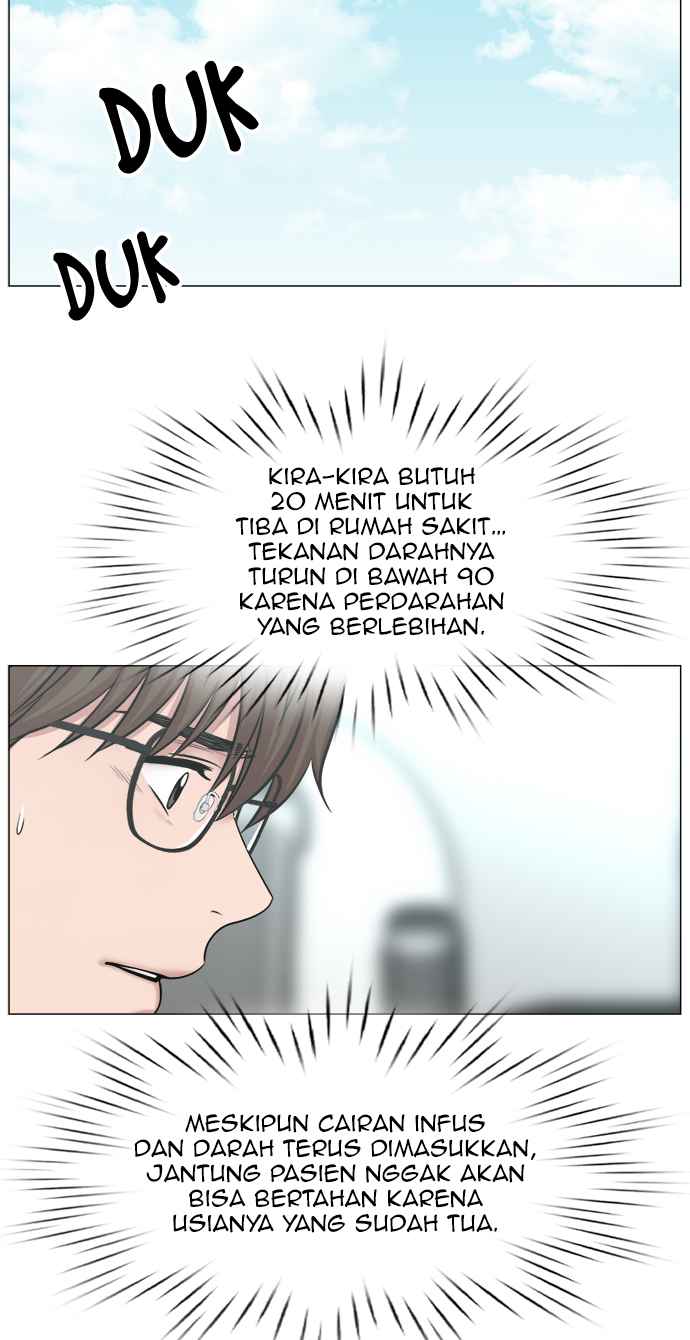 DUK
DUK
KIRA-KIRA BUTUH
20 MENIT UNTUK
TIBA DI RUMAH SAKIT...
TEKANAN DARAHNYA
TURUN DI BAWAH 90
KARENA PERDARAHAN
YANG BERLEBIHAN.
MESKIPUN CAIRAN INFUS
DAN DARAH TERUS DIMASUKKAN,
JANTUNG PASIEN NGGAK AKAN
BISA BERTAHAN KARENA
USIANYA YANG SUDAH TUA.